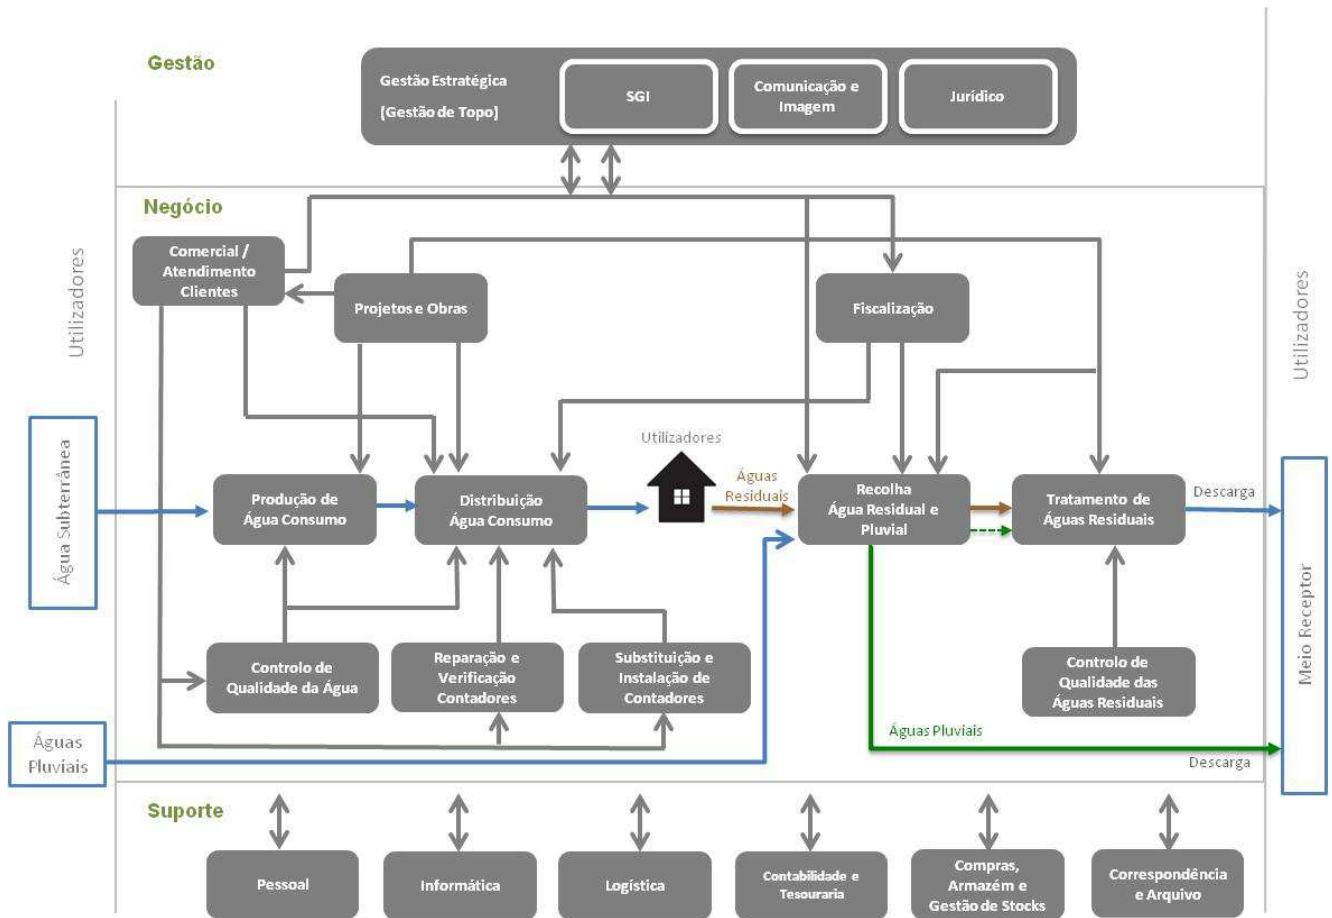 Gestão
Gestão Estratégica
[Gestão de Topo]
SGI
Comunicação e
Imagem
Jurídico
Negócio
Utilizadores
Utilizadores
Comercial /
Atendimento
Clientes
Projetos e Obras
Fiscalização
Água Subterrânea
Produção de
Água Consumo
Distribuição
Água Consumo
Utilizadores
Águas
Residuais
Recolha
Água Residual e
Pluvial
Tratamento de
Águas Residuais
Descarga
Meio Receptor
Controlo de
Qualidade da Água
Reparação e
Verificação
Contadores
Substituição e
Instalação de
Contadores
Controlo de
Qualidade das
Águas Residuais
Águas
Pluviais
Águas Pluviais
Descarga
Suporte
Pessoal
Informática
Logística
Contabilidade e
Tesouraria
Compras,
Armazém e
Gestão de Stocks
Correspondência
e Arquivo